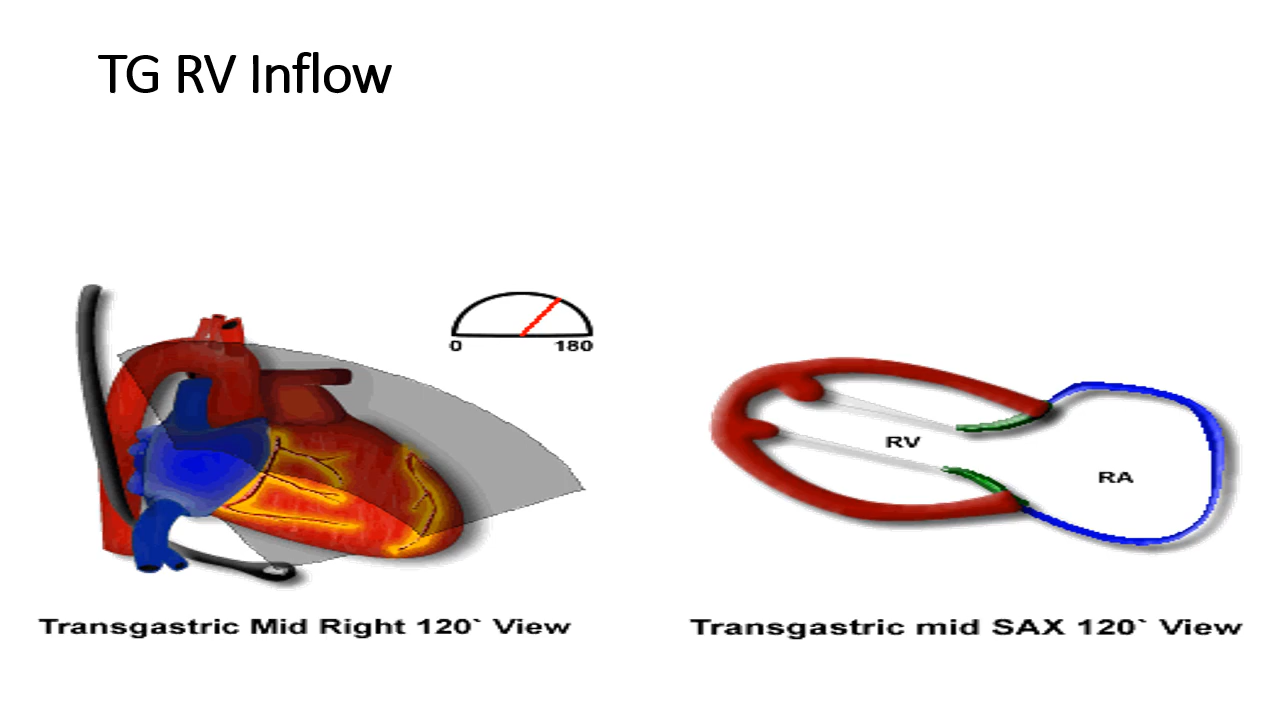 TG RV Inflow
0 180
RV
RA
Transgastric Mid Right 120` View
Transgastric mid SAX 120` View